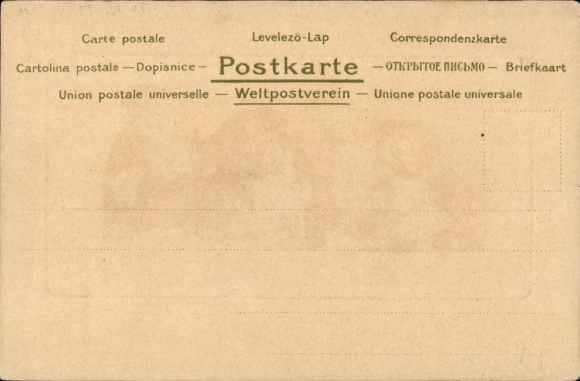 Carte postale Levelező-Lap Correspondenzkarte
Cartolina postale — Dopisnice — Postkarte — ОТКРЫТОЕ ПИСЬМО — Briefkaart
Union postale universelle — Weltpostverein — Unione postale universale